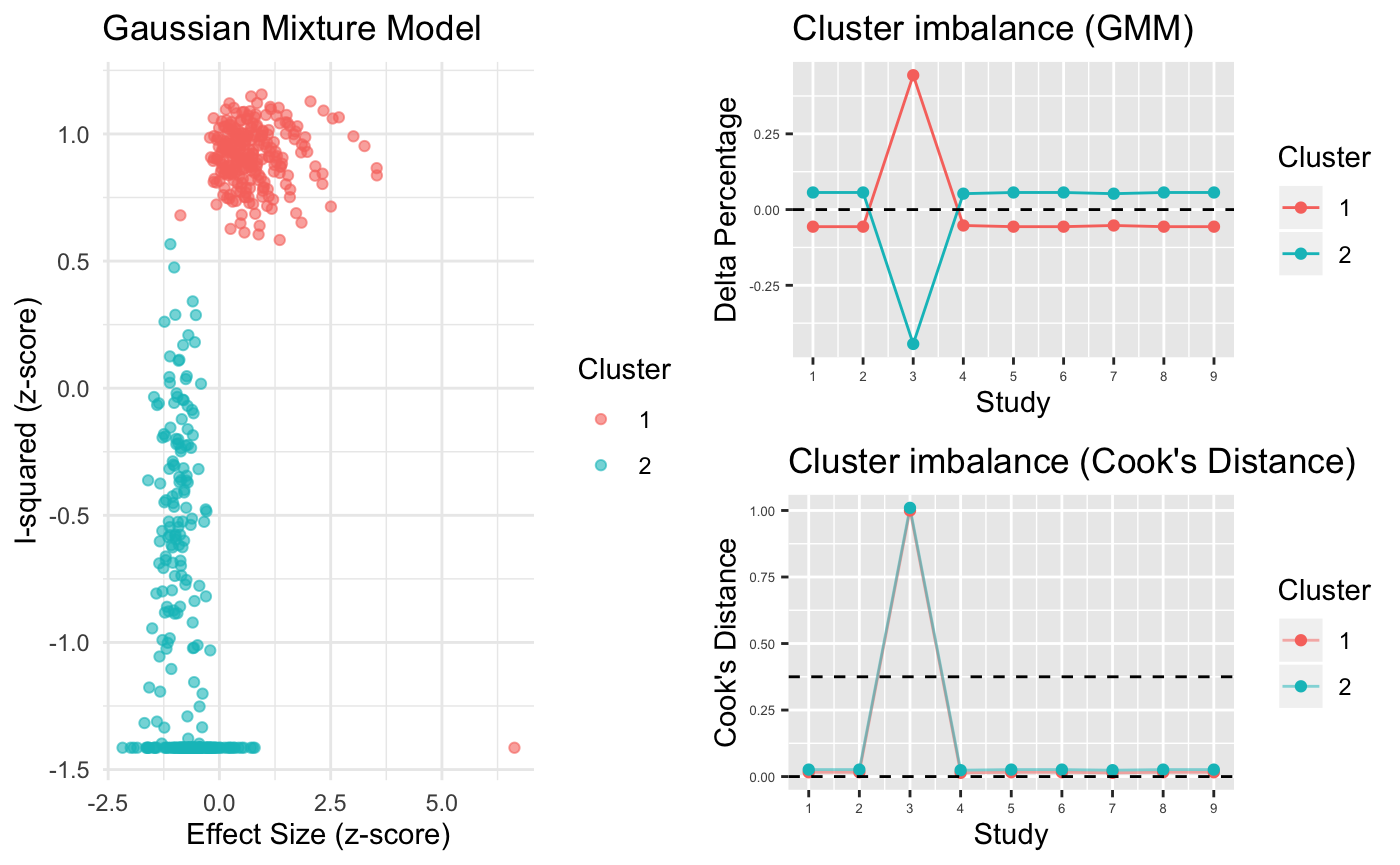 Gaussian Mixture Model
I-squared (z-score)
1.0
0.5
0.0
-0.5
-1.0
-1.5
-2.5 0.0 2.5 5.0
Effect Size (z-score)
Cluster
1
2
Cluster imbalance (GMM)
Delta Percentage
0.25
0.00
-0.25
1 2 3 4 5 6 7 8 9
Study
Cluster
1
2
Cluster imbalance (Cook's Distance)
Cook's Distance
1.00
0.75
0.50
0.25
0.00
1 2 3 4 5 6 7 8 9
Study
Cluster
1
2